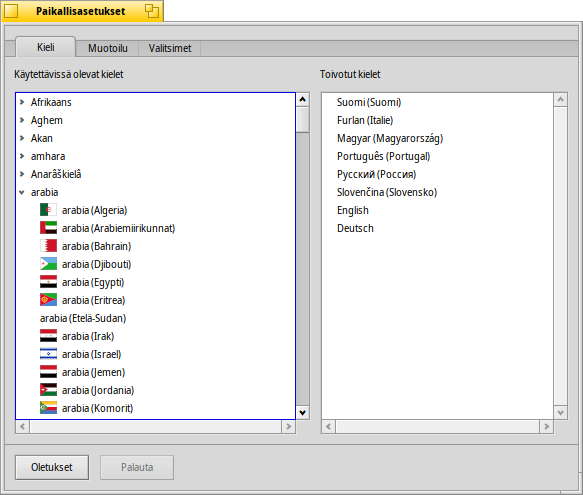 Paikallisasetukset
Kieli
Muotoilu
Valitsimet
Käytettävissä olevat kielet
Toivotut kielet
Afrikaans
Aghem
Akan
amhara
Anarâškielâ
arabia
arabia (Algeria)
arabia (Arabiemiirikunnat)
arabia (Bahrain)
arabia (Djibouti)
arabia (Egypti)
arabia (Eritrea)
arabia (Etelä-Sudan)
arabia (Irak)
arabia (Israel)
arabia (Jemen)
arabia (Jordania)
arabia (Komorit)
Suomi (Suomi)
Furlan (Italie)
Magyar (Magyarország)
Português (Portugal)
Русский (Россия)
Slovenčina (Slovensko)
English
Deutsch
Oletukset
Palauta